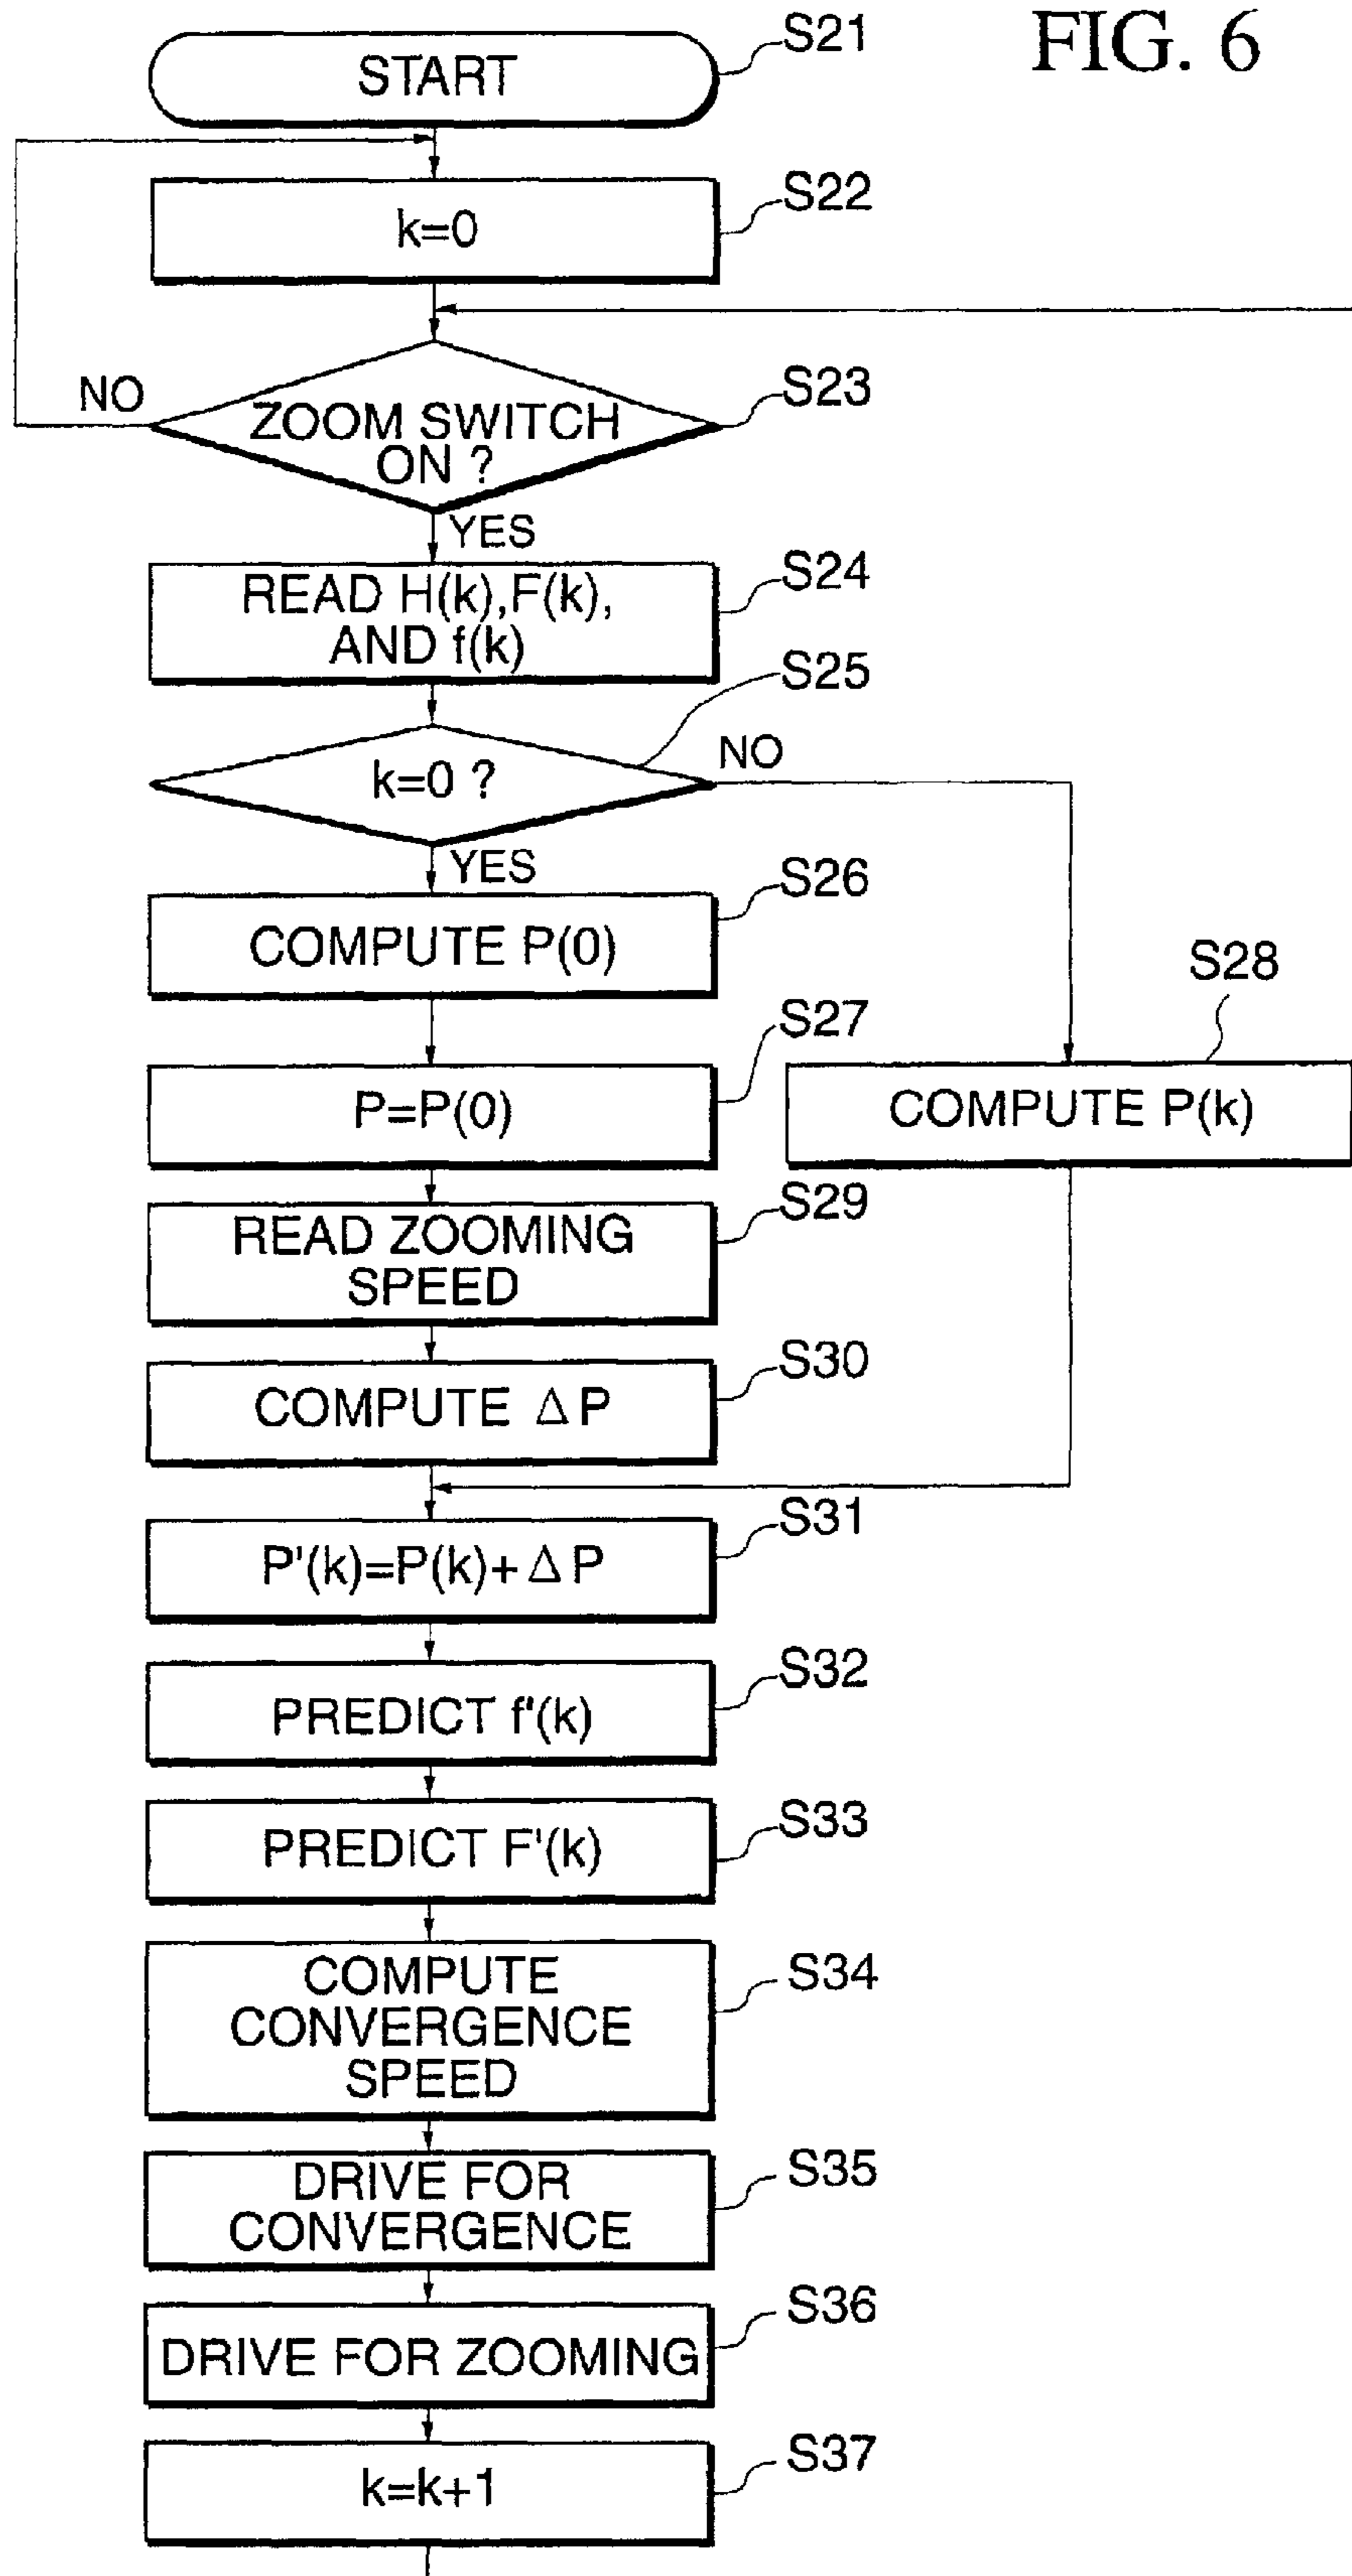 FIG. 6
START
S21
k=0
S22
NO
ZOOM SWITCH
ON ?
S23
YES
READ H(k),F(k),
AND f(k)
S24
k=0 ?
S25
NO
YES
COMPUTE P(0)
S26
P=P(0)
S27
COMPUTE P(k)
S28
READ ZOOMING
SPEED
S29
COMPUTE Δ P
S30
P'(k)=P(k)+ Δ P
S31
PREDICT f'(k)
S32
PREDICT F'(k)
S33
COMPUTE
CONVERGENCE
SPEED
S34
DRIVE FOR
CONVERGENCE
S35
DRIVE FOR ZOOMING
S36
k=k+1
S37